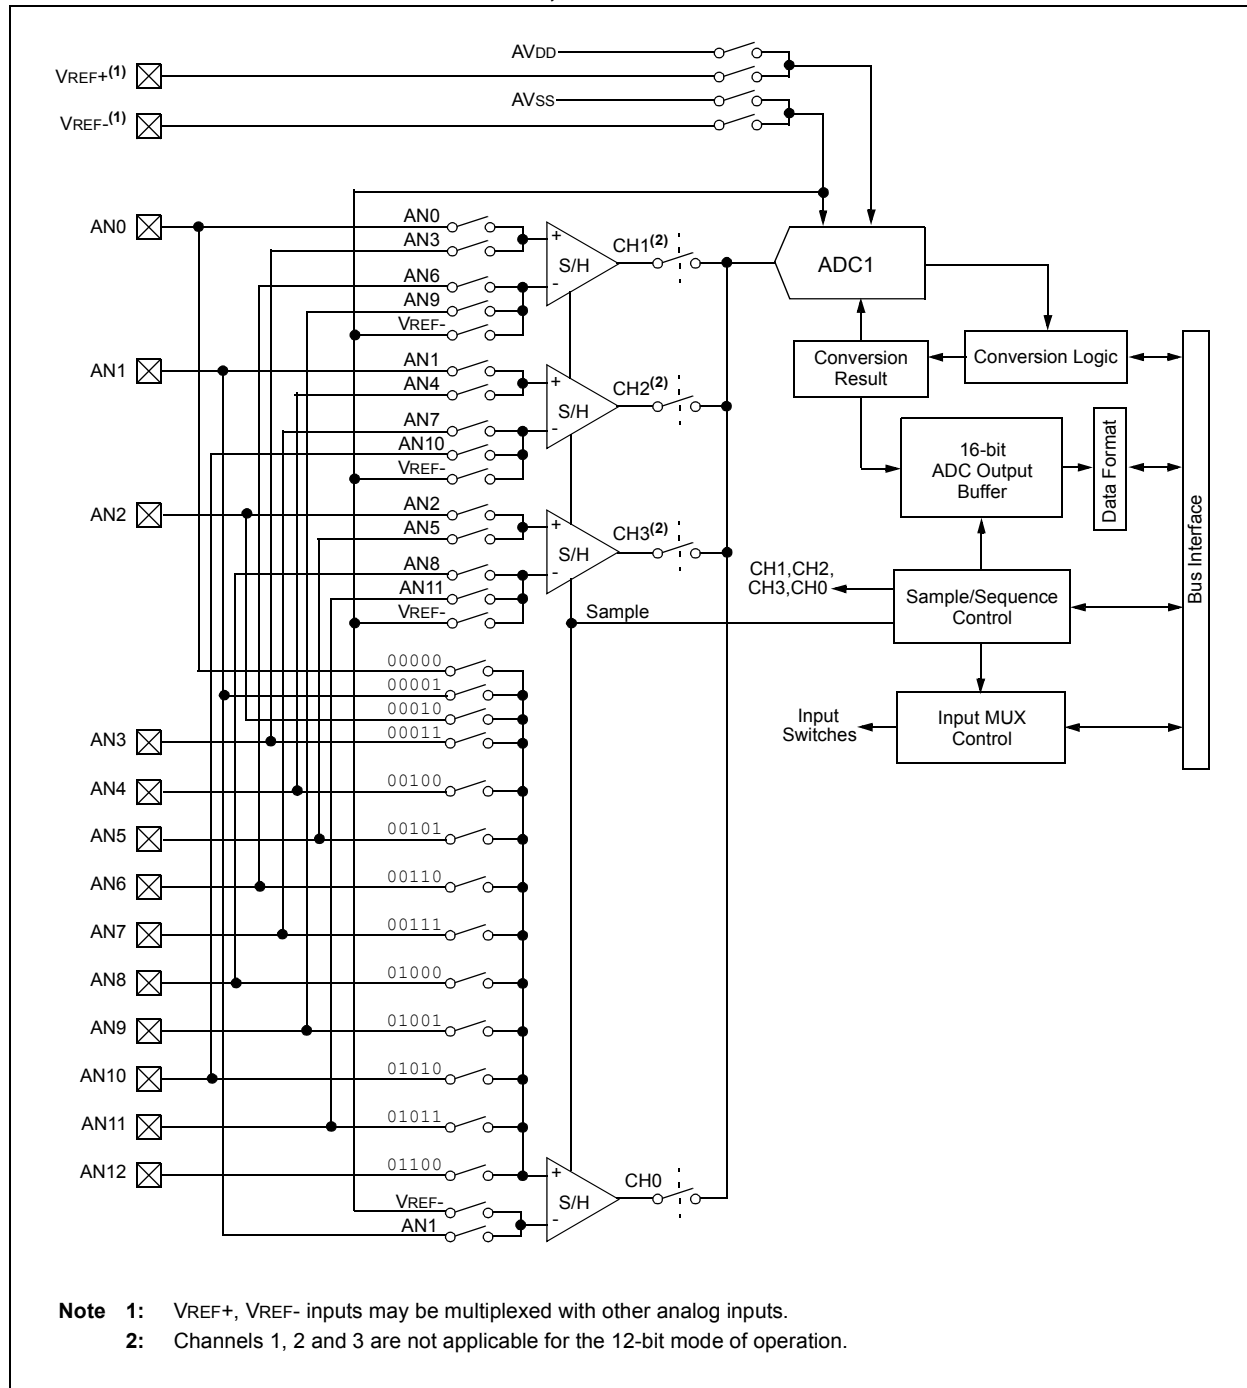 AVDD
VREF+(1)
AVSS
VREF-(1)
AN0
AN0
AN3
AN6
AN9
VREF-
+
-
S/H
CH1(2)
ADC1
Conversion Logic
Conversion
Result
AN1
AN1
AN4
AN7
AN10
VREF-
+
-
S/H
CH2(2)
16-bit
ADC Output
Buffer
Data Format
Bus Interface
AN2
AN2
AN5
AN8
AN11
VREF-
+
-
S/H
CH3(2)
CH1,CH2,
CH3,CH0
Sample/Sequence
Control
Sample
Input
Switches
Input MUX
Control
00000
00001
00010
AN3
00011
AN4
00100
AN5
00101
AN6
00110
AN7
00111
AN8
01000
AN9
01001
AN10
01010
AN11
01011
AN12
01100
VREF-
AN1
+
-
S/H
CH0
Note 1: VREF+, VREF- inputs may be multiplexed with other analog inputs.
2: Channels 1, 2 and 3 are not applicable for the 12-bit mode of operation.